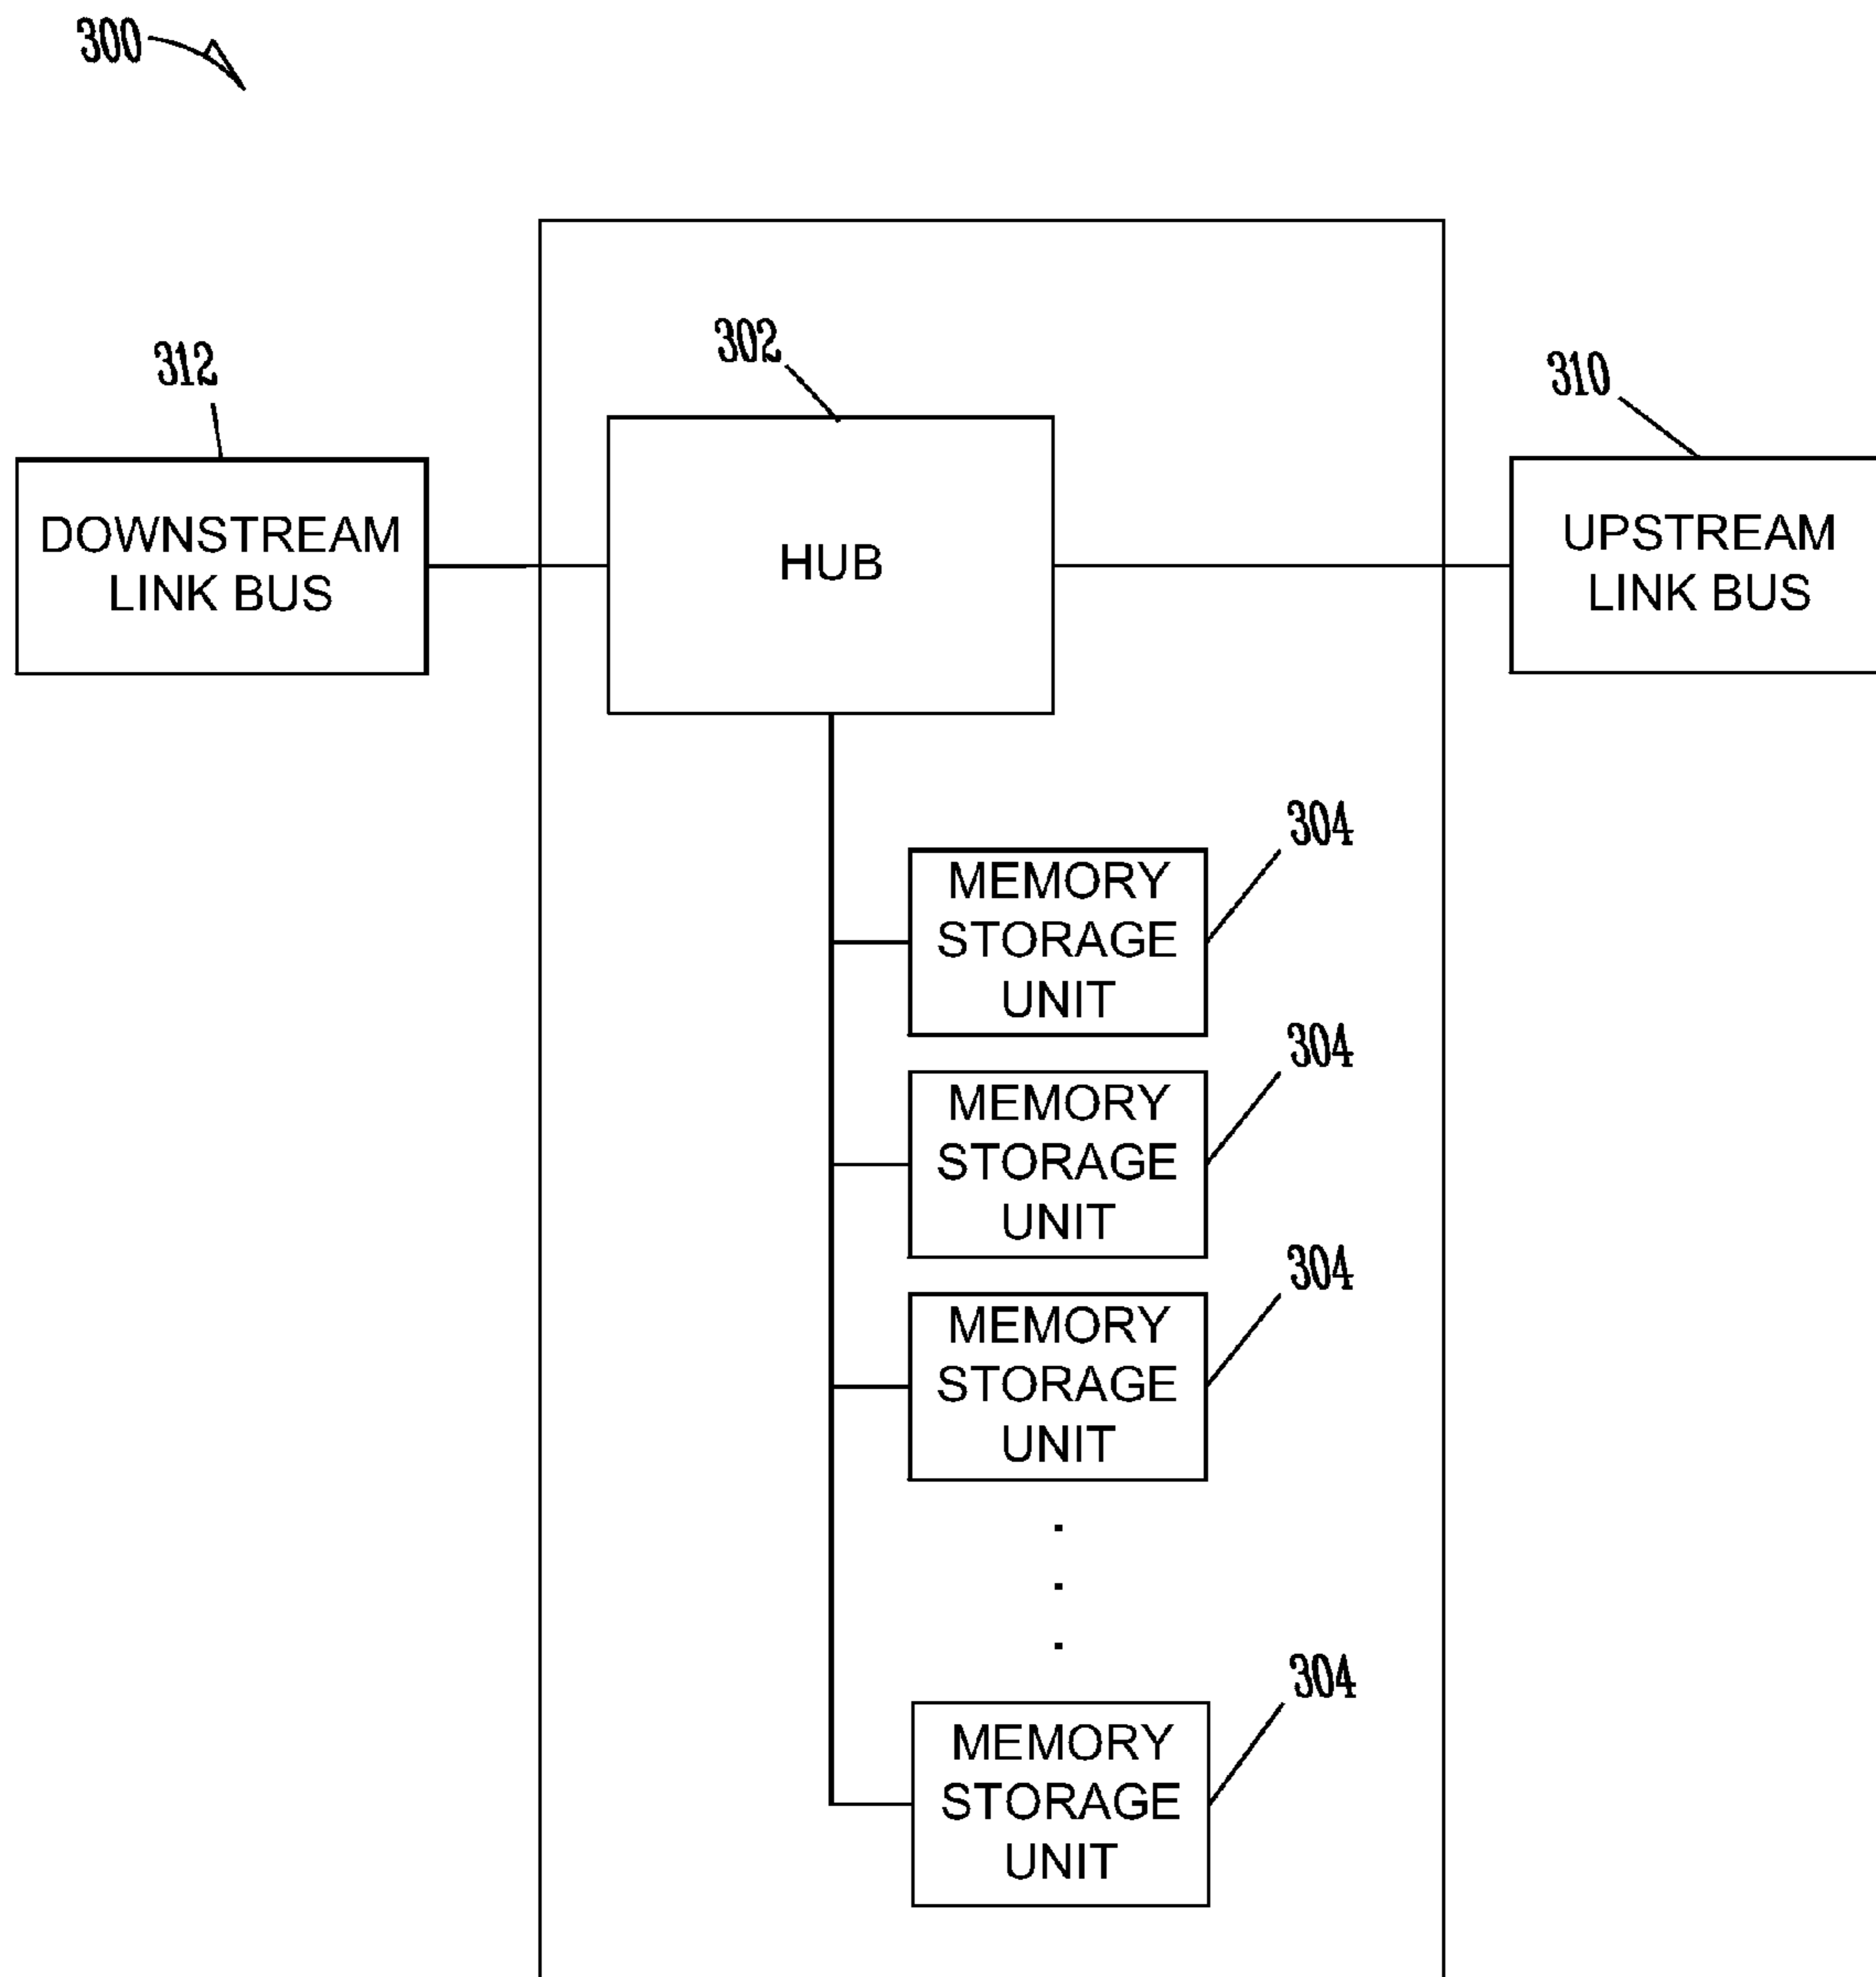 300
302
312
310
DOWNSTREAM
LINK BUS
HUB
UPSTREAM
LINK BUS
304
MEMORY
STORAGE
UNIT
304
MEMORY
STORAGE
UNIT
304
MEMORY
STORAGE
UNIT
304
MEMORY
STORAGE
UNIT